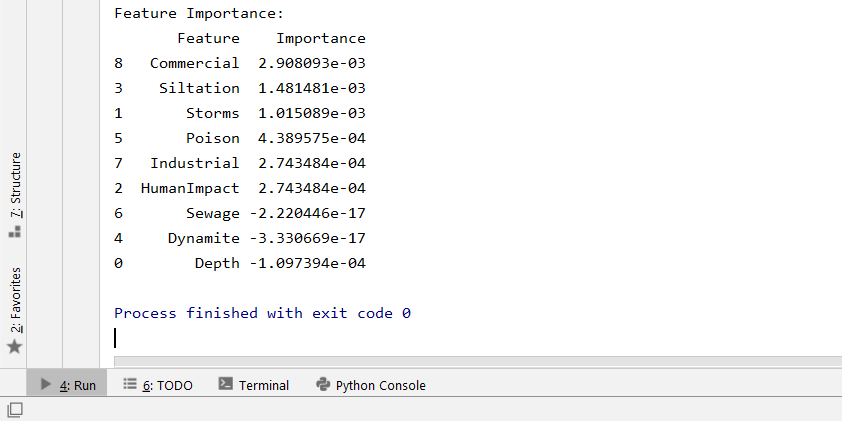 Feature Importance:
Feature Importance
8 Commercial 2.908093e-03
3 Siltation 1.481481e-03
1 Storms 1.015089e-03
5 Poison 4.389575e-04
7 Industrial 2.743484e-04
2 HumanImpact 2.743484e-04
6 Sewage -2.220446e-17
4 Dynamite -3.330669e-17
0 Depth -1.097394e-04
Process finished with exit code 0
7: Structure
2: Favorites
4: Run 6: TODO Terminal Python Console